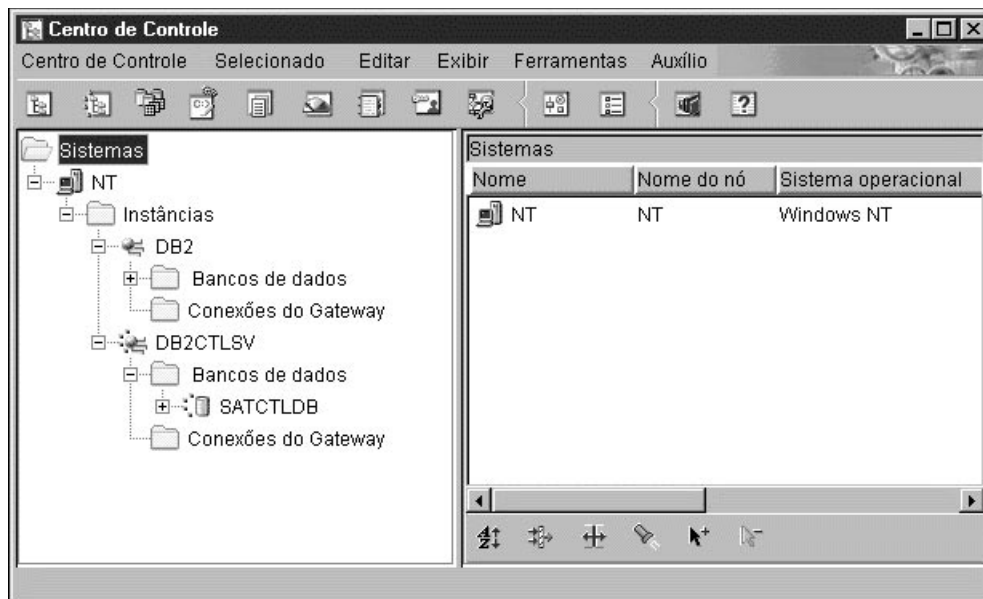 Centro de Controle
Centro de Controle Selecionado Editar Exibir Ferramentas Auxílio
Sistemas
NT
Instâncias
DB2
Bancos de dados
Conexões do Gateway
DB2CTLSV
Bancos de dados
SATCTLDB
Conexões do Gateway
Sistemas
Nome Nome do nó Sistema operacional
NT NT Windows NT